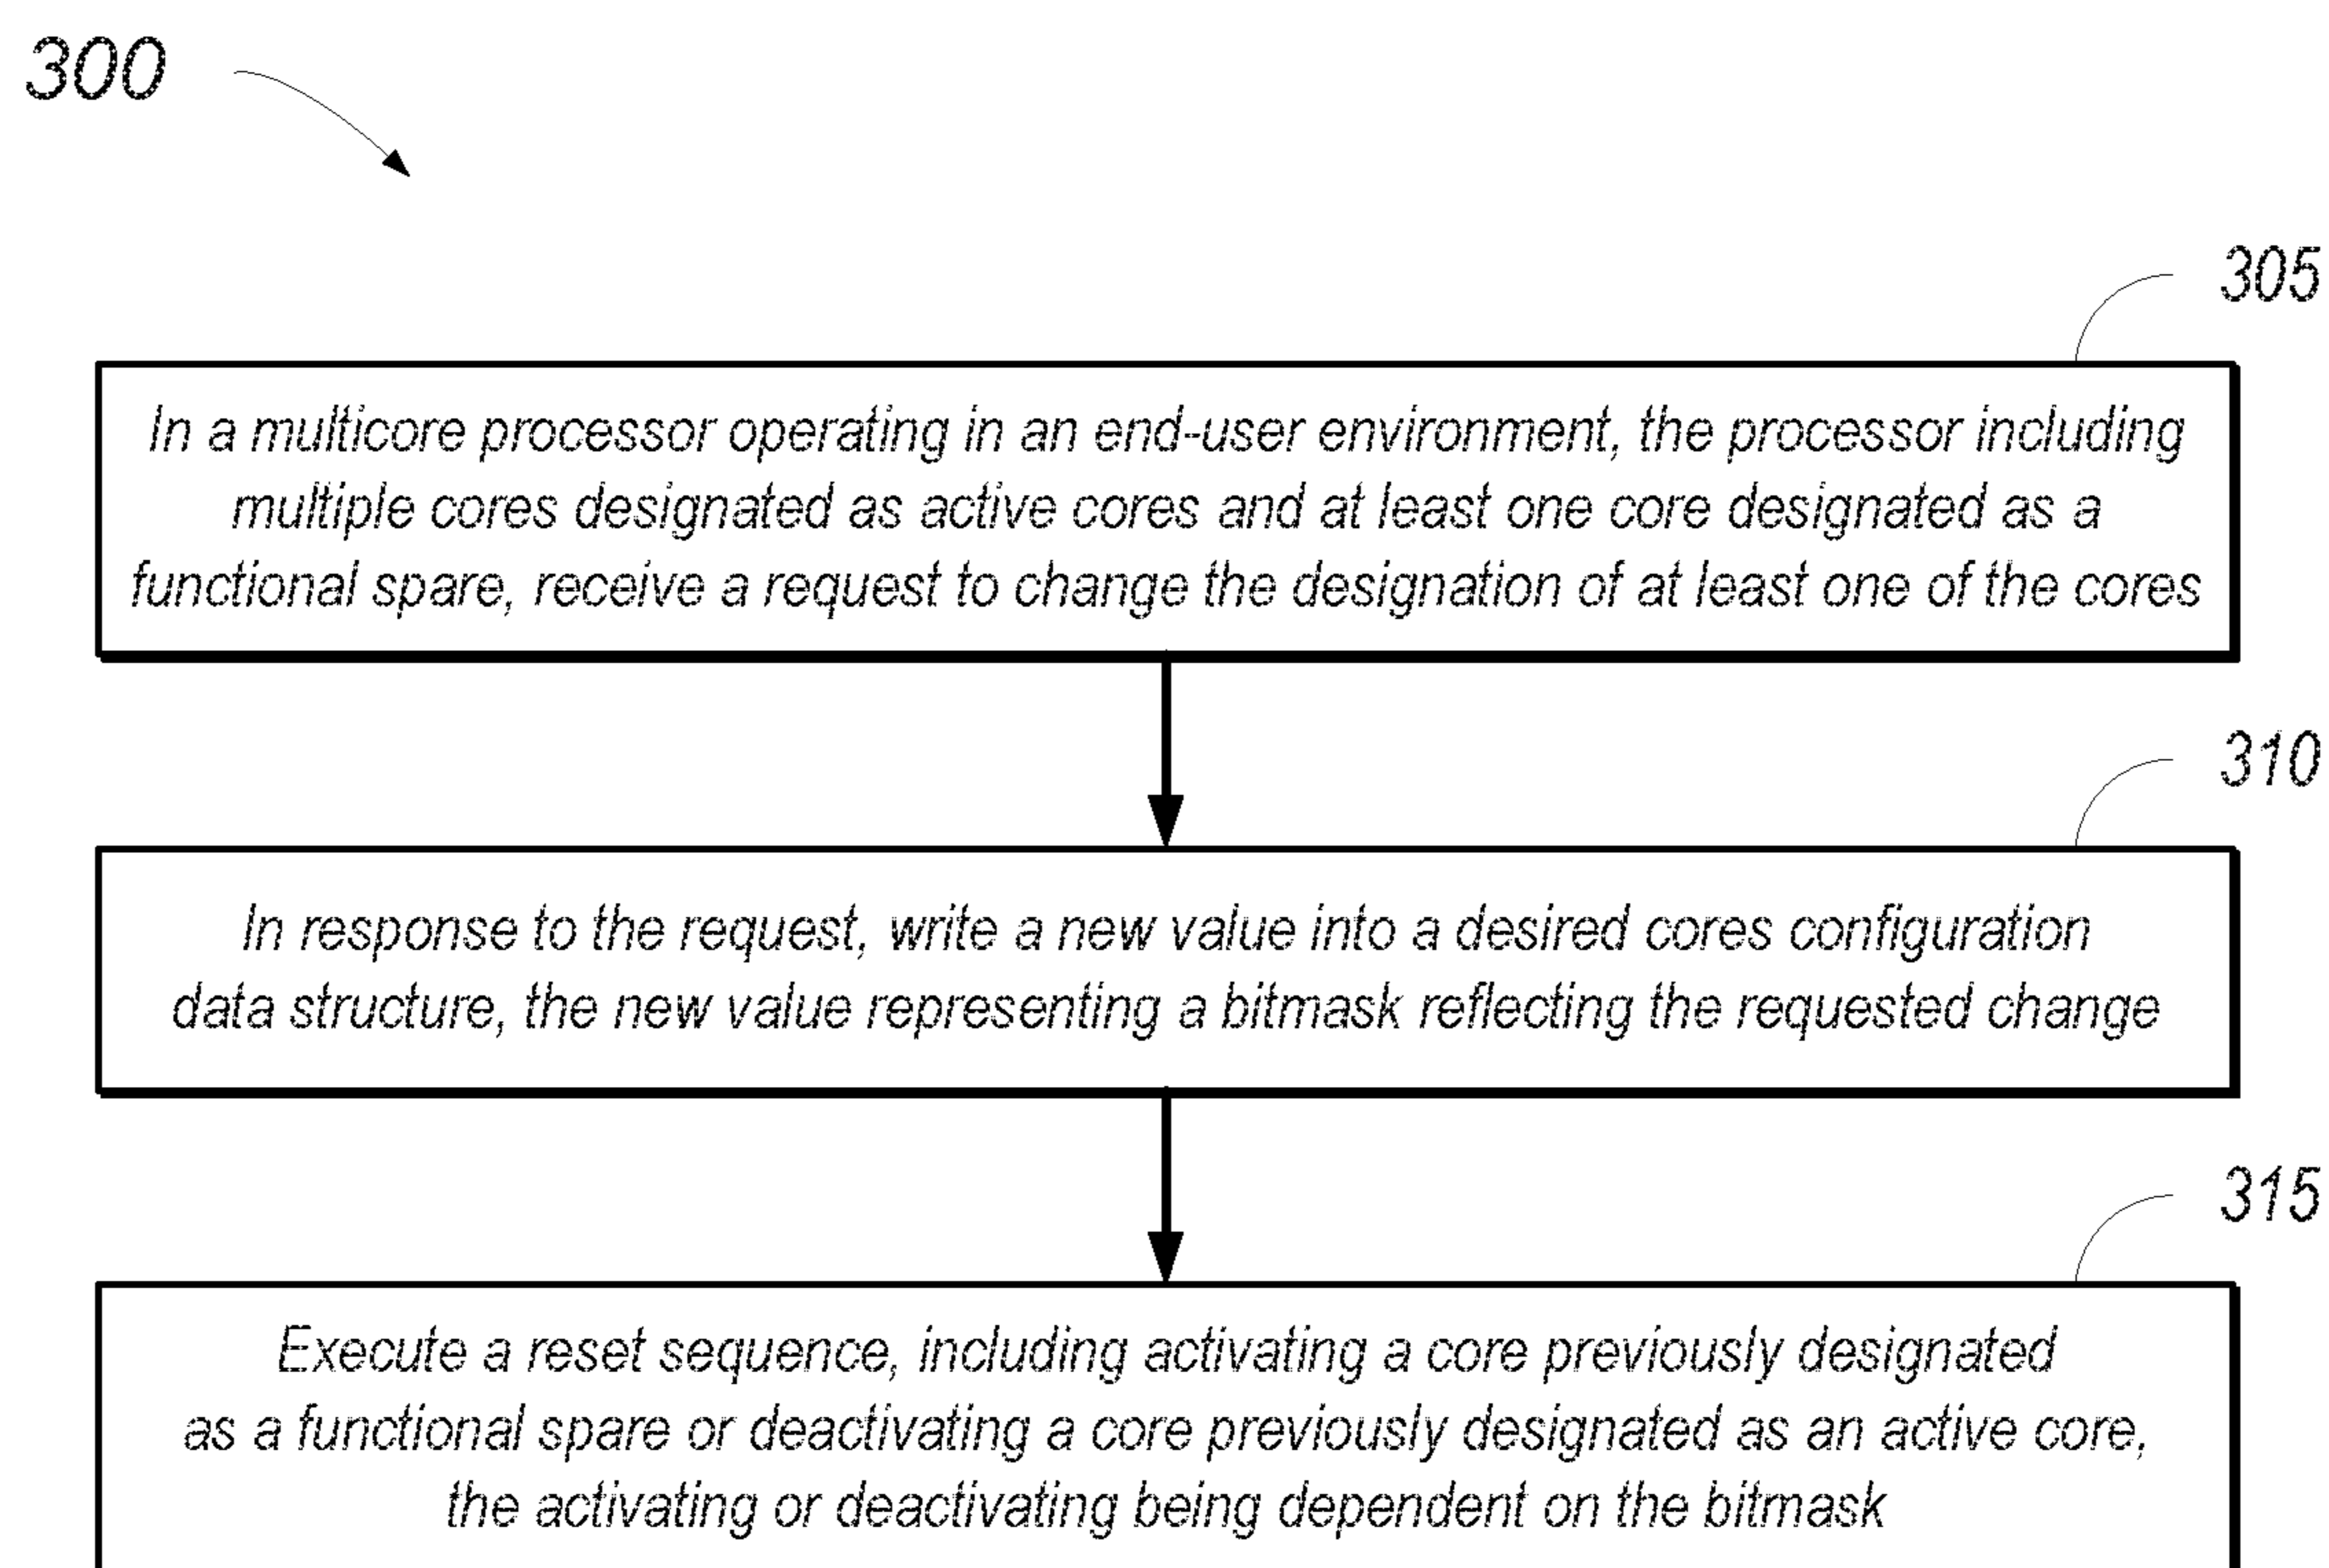 300
305
In a multicore processor operating in an end-user environment, the processor including
multiple cores designated as active cores and at least one core designated as a
functional spare, receive a request to change the designation of at least one of the cores
310
In response to the request, write a new value into a desired cores configuration
data structure, the new value representing a bitmask reflecting the requested change
315
Execute a reset sequence, including activating a core previously designated
as a functional spare or deactivating a core previously designated as an active core,
the activating or deactivating being dependent on the bitmask